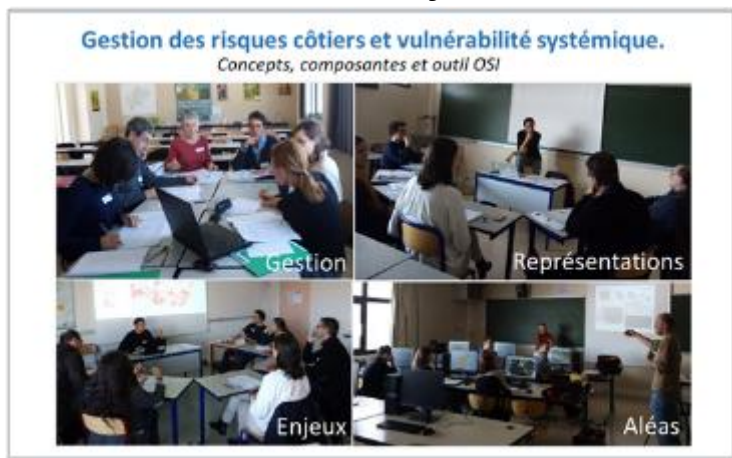 Gestion des risques côtiers et vulnérabilité systémique.
Concepts, composantes et outil OSI
Gestion
Représentations
Enjeux
Aléas